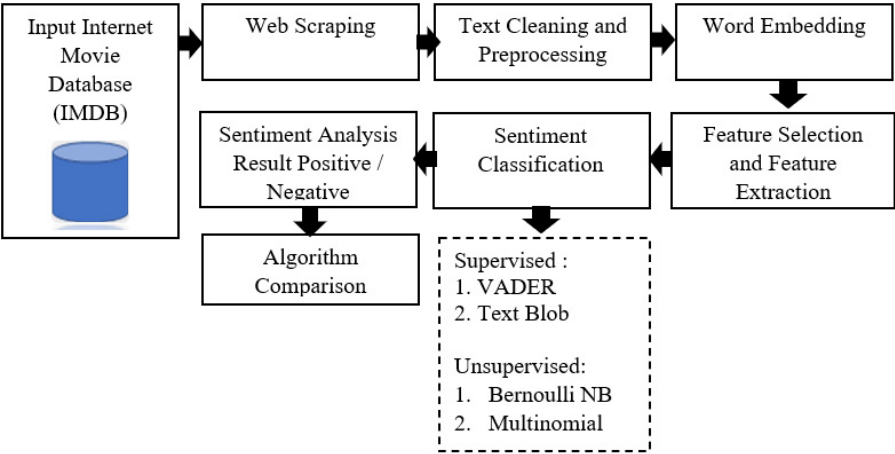 Input Internet
Movie
Database
(IMDB)
Web Scraping
Text Cleaning and
Preprocessing
Word Embedding
Feature Selection
and Feature
Extraction
Sentiment
Classification
Sentiment Analysis
Result Positive /
Negative
Algorithm
Comparison
Supervised :
1. VADER
2. Text Blob
Unsupervised:
1. Bernoulli NB
2. Multinomial